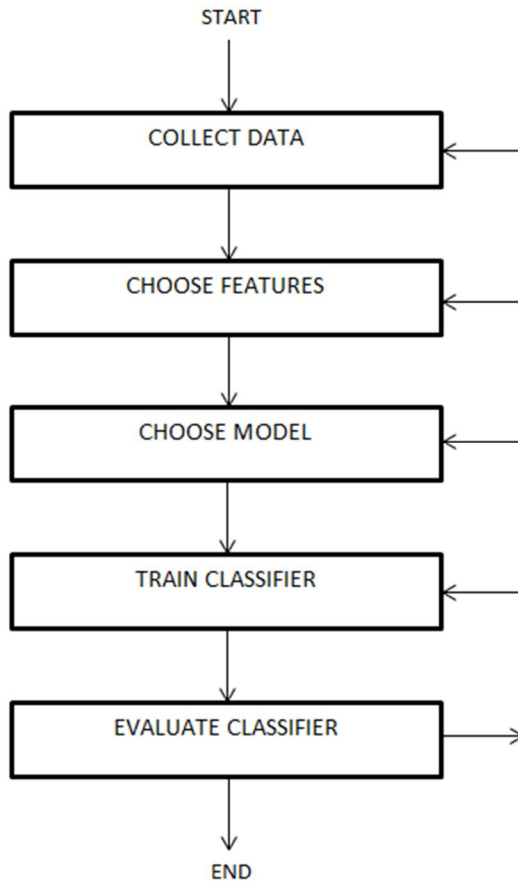 START
COLLECT DATA
CHOOSE FEATURES
CHOOSE MODEL
TRAIN CLASSIFIER
EVALUATE CLASSIFIER
END